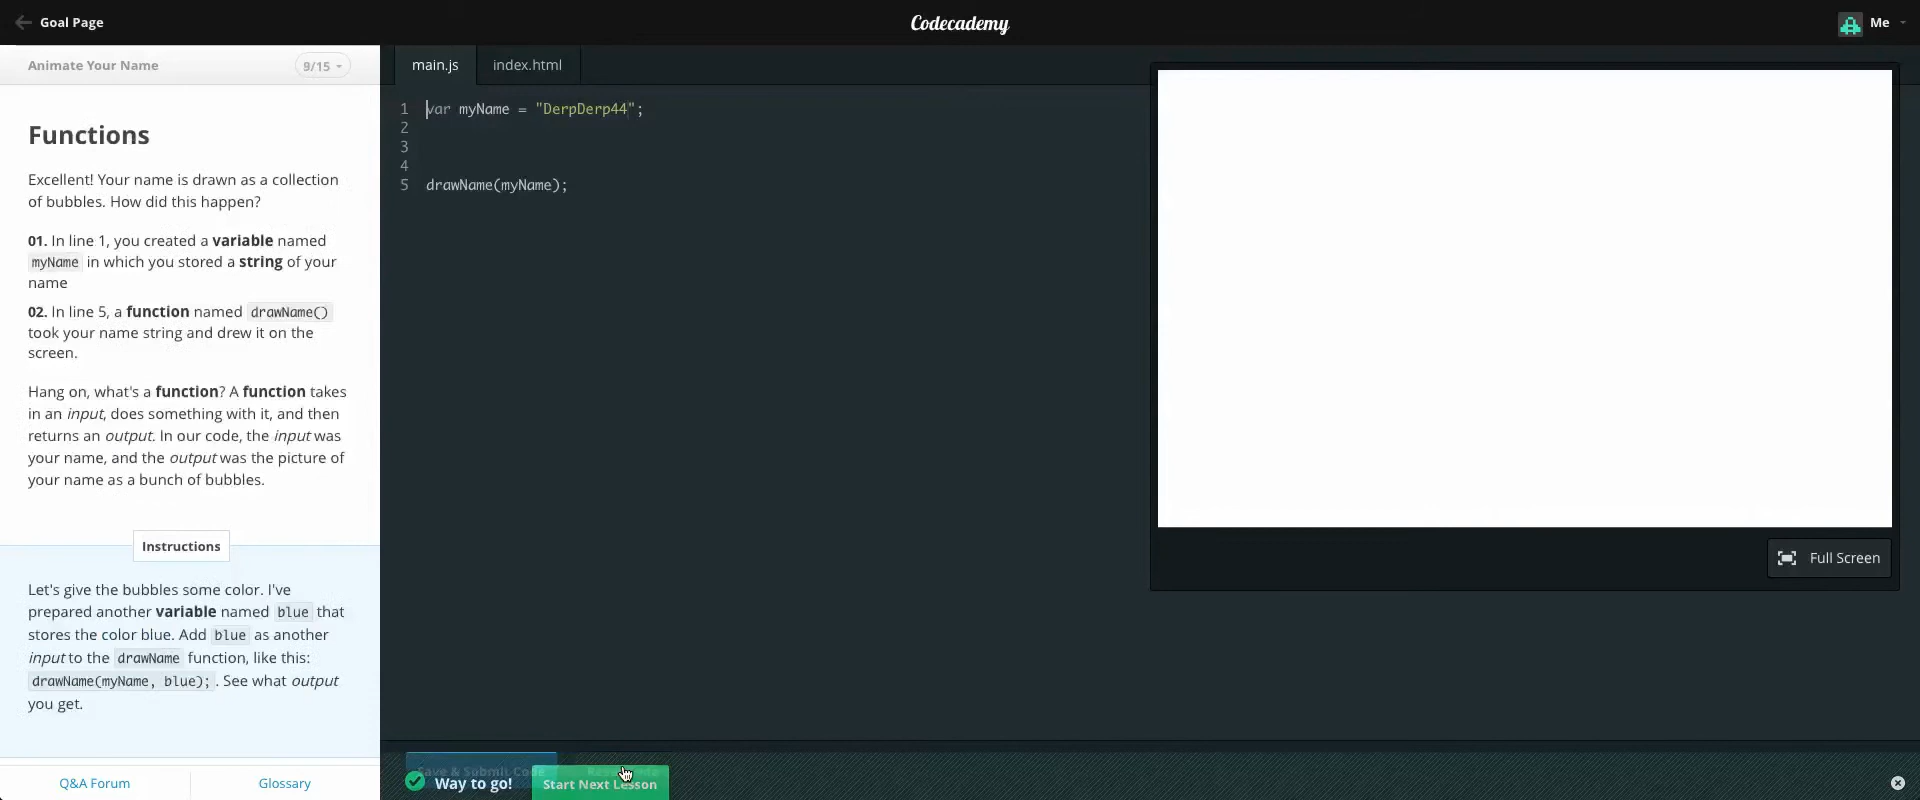 Goal Page
Codecademy
Me
Animate Your Name
9/15
main.js
index.html
Functions
Excellent! Your name is drawn as a collection
of bubbles. How did this happen?
01. In line 1, you created a variable named
myName in which you stored a string of your
name
02. In line 5, a function named drawName()
took your name string and drew it on the
screen.
Hang on, what's a function? A function takes
in an input, does something with it, and then
returns an output. In our code, the input was
your name, and the output was the picture of
your name as a bunch of bubbles.
Instructions
Let's give the bubbles some color. I've
prepared another variable named blue that
stores the color blue. Add blue as another
input to the drawName function, like this:
drawName(myName, blue); . See what output
you get.
Q&A Forum
Glossary
1 var myName = "DerpDerp44";
2
3
4
5 drawName(myName);
Full Screen
Save & Submit Code
Way to go!
Start Next Lesson